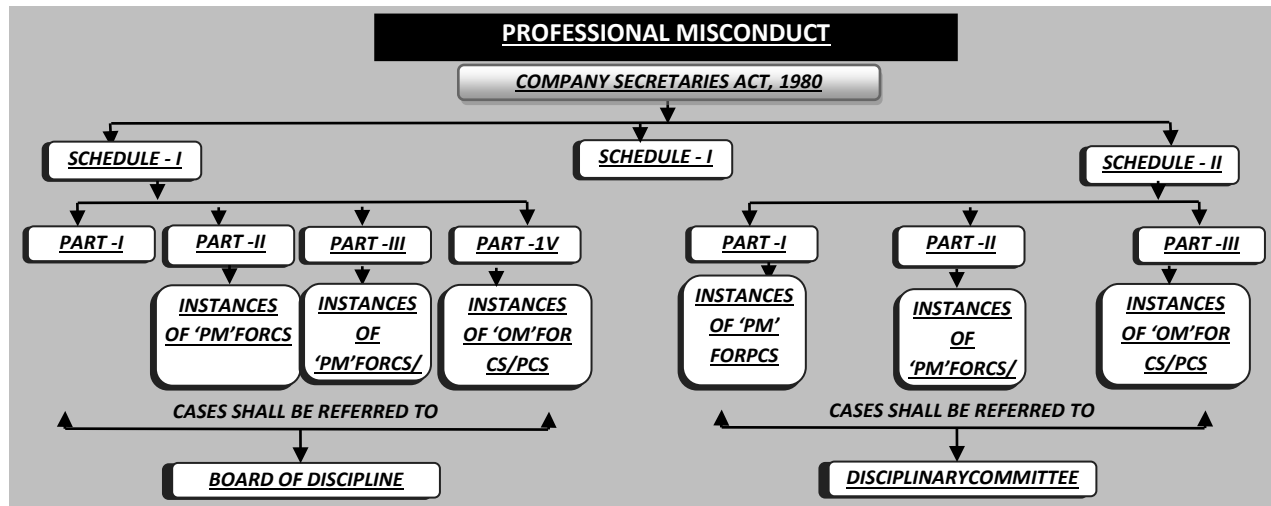 PROFESSIONAL MISCONDUCT
COMPANY SECRETARIES ACT, 1980
SCHEDULE - I
SCHEDULE - I
SCHEDULE - II
PART -I
PART -II
PART -III
PART -1V
PART -I
PART -II
PART -III
INSTANCES
OF ‘PM’FORCS
INSTANCES
OF
‘PM’FORCS/
INSTANCES
OF ‘OM’FOR
CS/PCS
INSTANCES
OF ‘PM’
FORPCS
INSTANCES
OF
‘PM’FORCS/
INSTANCES
OF ‘OM’FOR
CS/PCS
CASES SHALL BE REFERRED TO
CASES SHALL BE REFERRED TO
BOARD OF DISCIPLINE
DISCIPLINARYCOMMITTEE